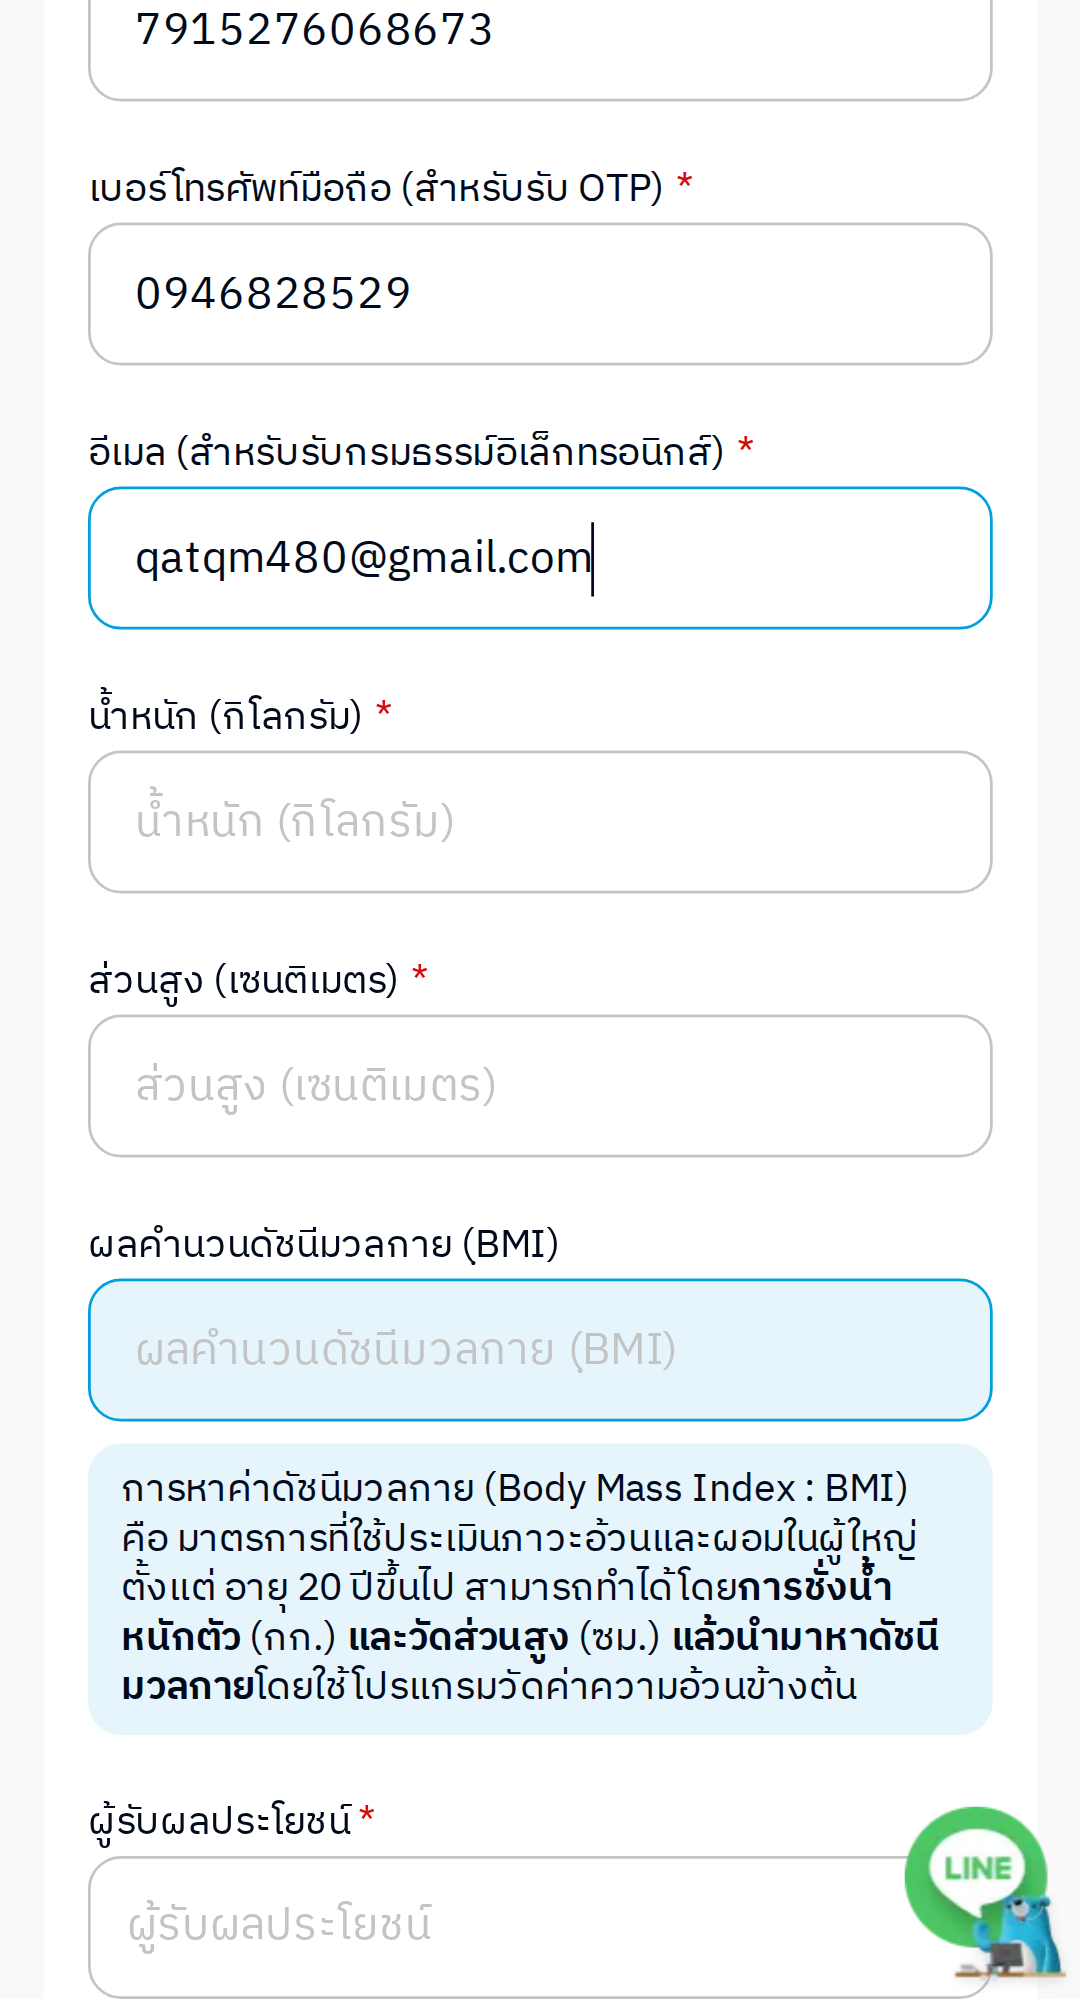 7915276068673
เบอร์โทรศัพท์มือถือ (สำหรับรับ OTP) *
0946828529
อีเมล (สำหรับรับกรมธรรม์อิเล็กทรอนิกส์) *
qatqm480@gmail.com
น้ำหนัก (กิโลกรัม) *
น้ำหนัก (กิโลกรัม)
ส่วนสูง (เซนติเมตร) *
ส่วนสูง (เซนติเมตร)
ผลคำนวนดัชนีมวลกาย (BMI)
ผลคำนวนดัชนีมวลกาย (BMI)
การหาค่าดัชนีมวลกาย (Body Mass Index : BMI)
คือ มาตรการที่ใช้ประเมินภาวะอ้วนและผอมในผู้ใหญ่
ตั้งแต่ อายุ 20 ปีขึ้นไป สามารถทำได้โดยการชั่งน้ำ
หนักตัว (กก.) และวัดส่วนสูง (ซม.) แล้วนำมาหาดัชนี
มวลกายโดยใช้โปรแกรมวัดค่าความอ้วนข้างต้น
ผู้รับผลประโยชน์ *
LINE
ผู้รับผลประโยชน์